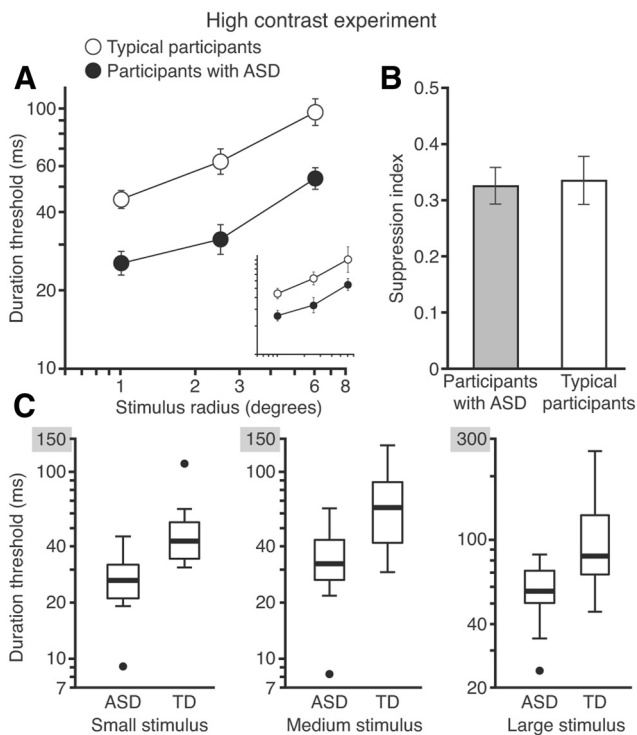 High contrast experiment
Typical participants
Participants with ASD
A
Duration threshold (ms)
100
60
40
20
10
1
2
3
6
8
Stimulus radius (degrees)
B
Suppression index
0.5
0.4
0.3
0.2
0.1
0
Participants
with ASD
Typical
participants
C
Duration threshold (ms)
150
100
40
20
10
7
ASD TD
Small stimulus
150
100
40
20
10
7
ASD TD
Medium stimulus
300
100
40
20
ASD TD
Large stimulus